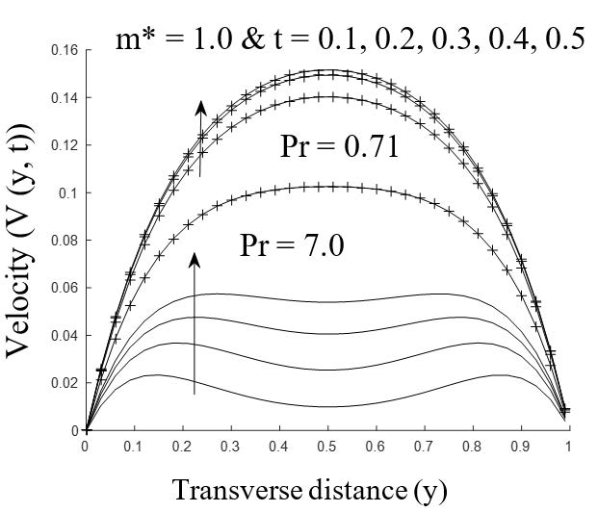 m* = 1.0 & t = 0.1, 0.2, 0.3, 0.4, 0.5
0.16
0.14
0.12
0.1
0.08
0.06
0.04
0.02
0
Pr = 0.71
Pr = 7.0
Velocity (V (y, t))
0 0.1 0.2 0.3 0.4 0.5 0.6 0.7 0.8 0.9 1
Transverse distance (y)